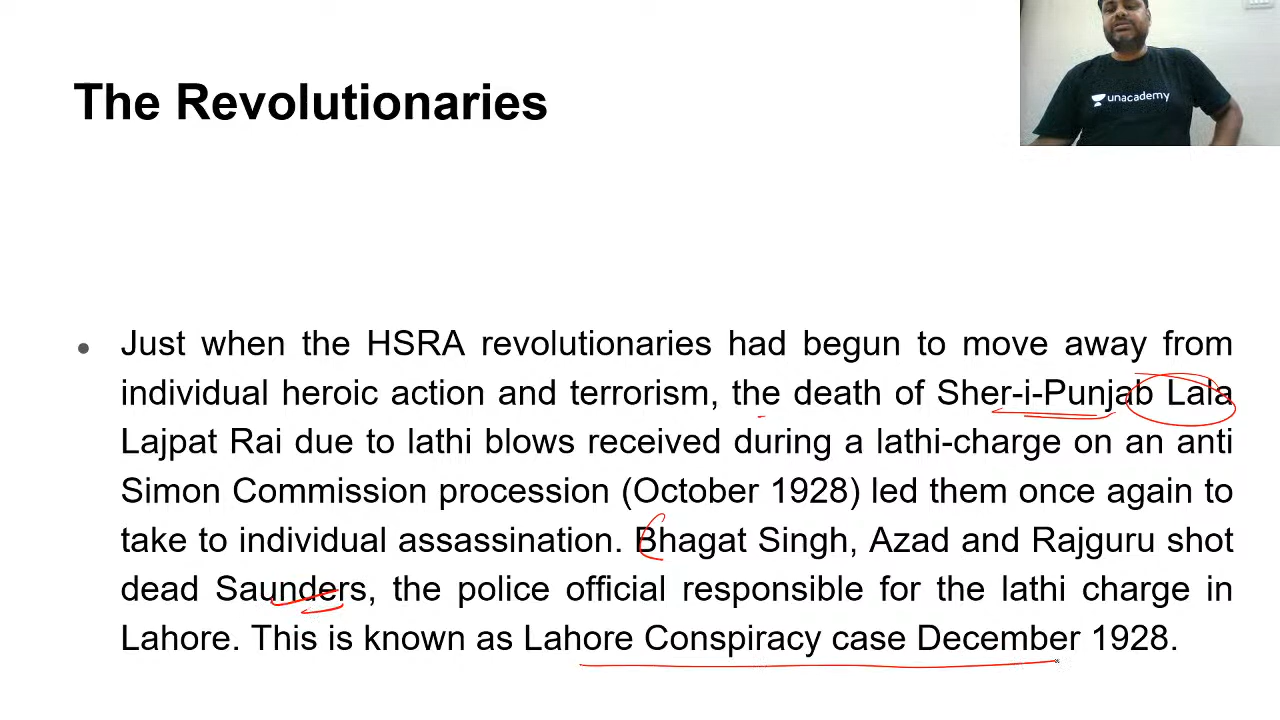 unacademy
The Revolutionaries
Just when the HSRA revolutionaries had begun to move away from
individual heroic action and terrorism, the death of Sher-i-Punjab Lala
Lajpat Rai due to lathi blows received during a lathi-charge on an anti
Simon Commission procession (October 1928) led them once again to
take to individual assassination. Bhagat Singh, Azad and Rajguru shot
dead Saunders, the police official responsible for the lathi charge in
Lahore. This is known as Lahore Conspiracy case December 1928.